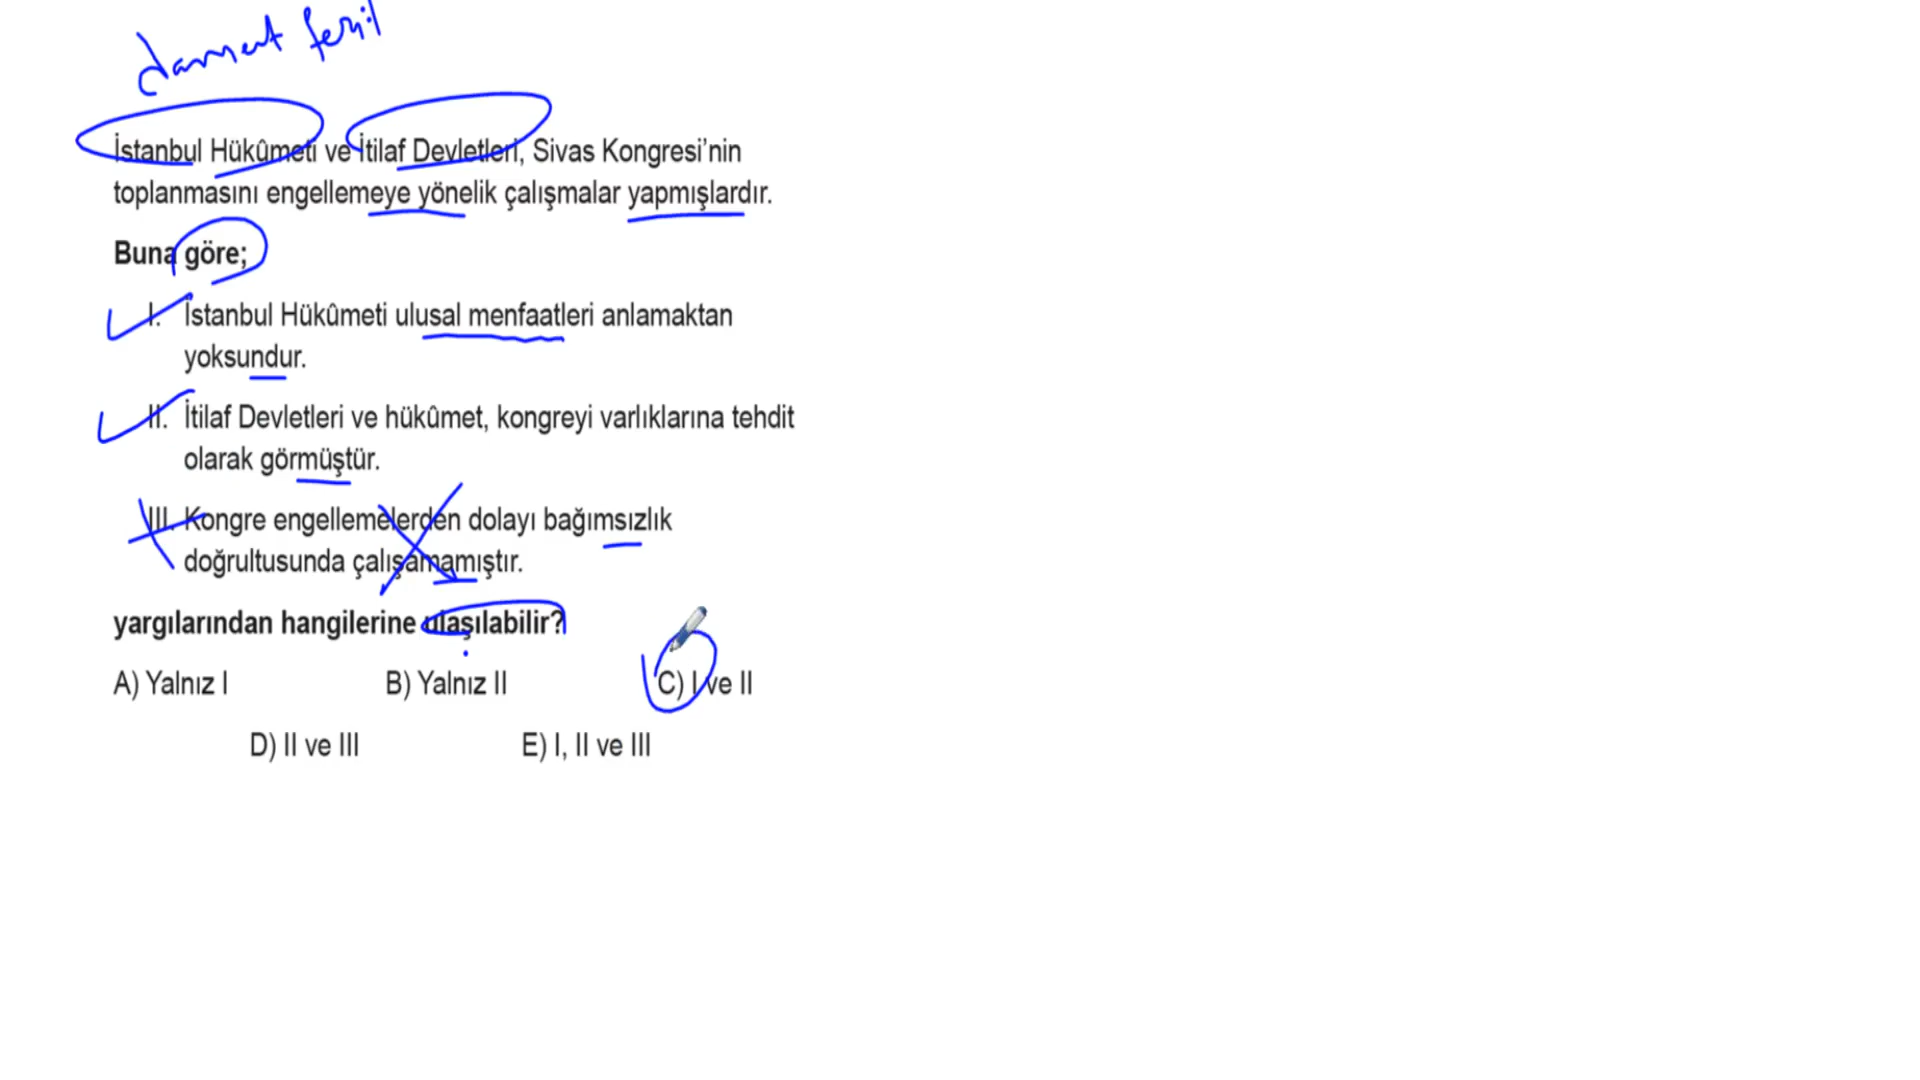 damat ferit
İstanbul Hükûmeti ve İtilaf Devletleri, Sivas Kongresi’nin
toplanmasını engellemeye yönelik çalışmalar yapmışlardır.
Buna göre;
I. İstanbul Hükûmeti ulusal menfaatleri anlamaktan
yoksundur.
II. İtilaf Devletleri ve hükûmet, kongreyi varlıklarına tehdit
olarak görmüştür.
III. Kongre engellemelerden dolayı bağımsızlık
doğrultusunda çalışamamıştır.
yargılarından hangilerine ulaşılabilir?
A) Yalnız I B) Yalnız II C) I ve II
D) II ve III E) I, II ve III